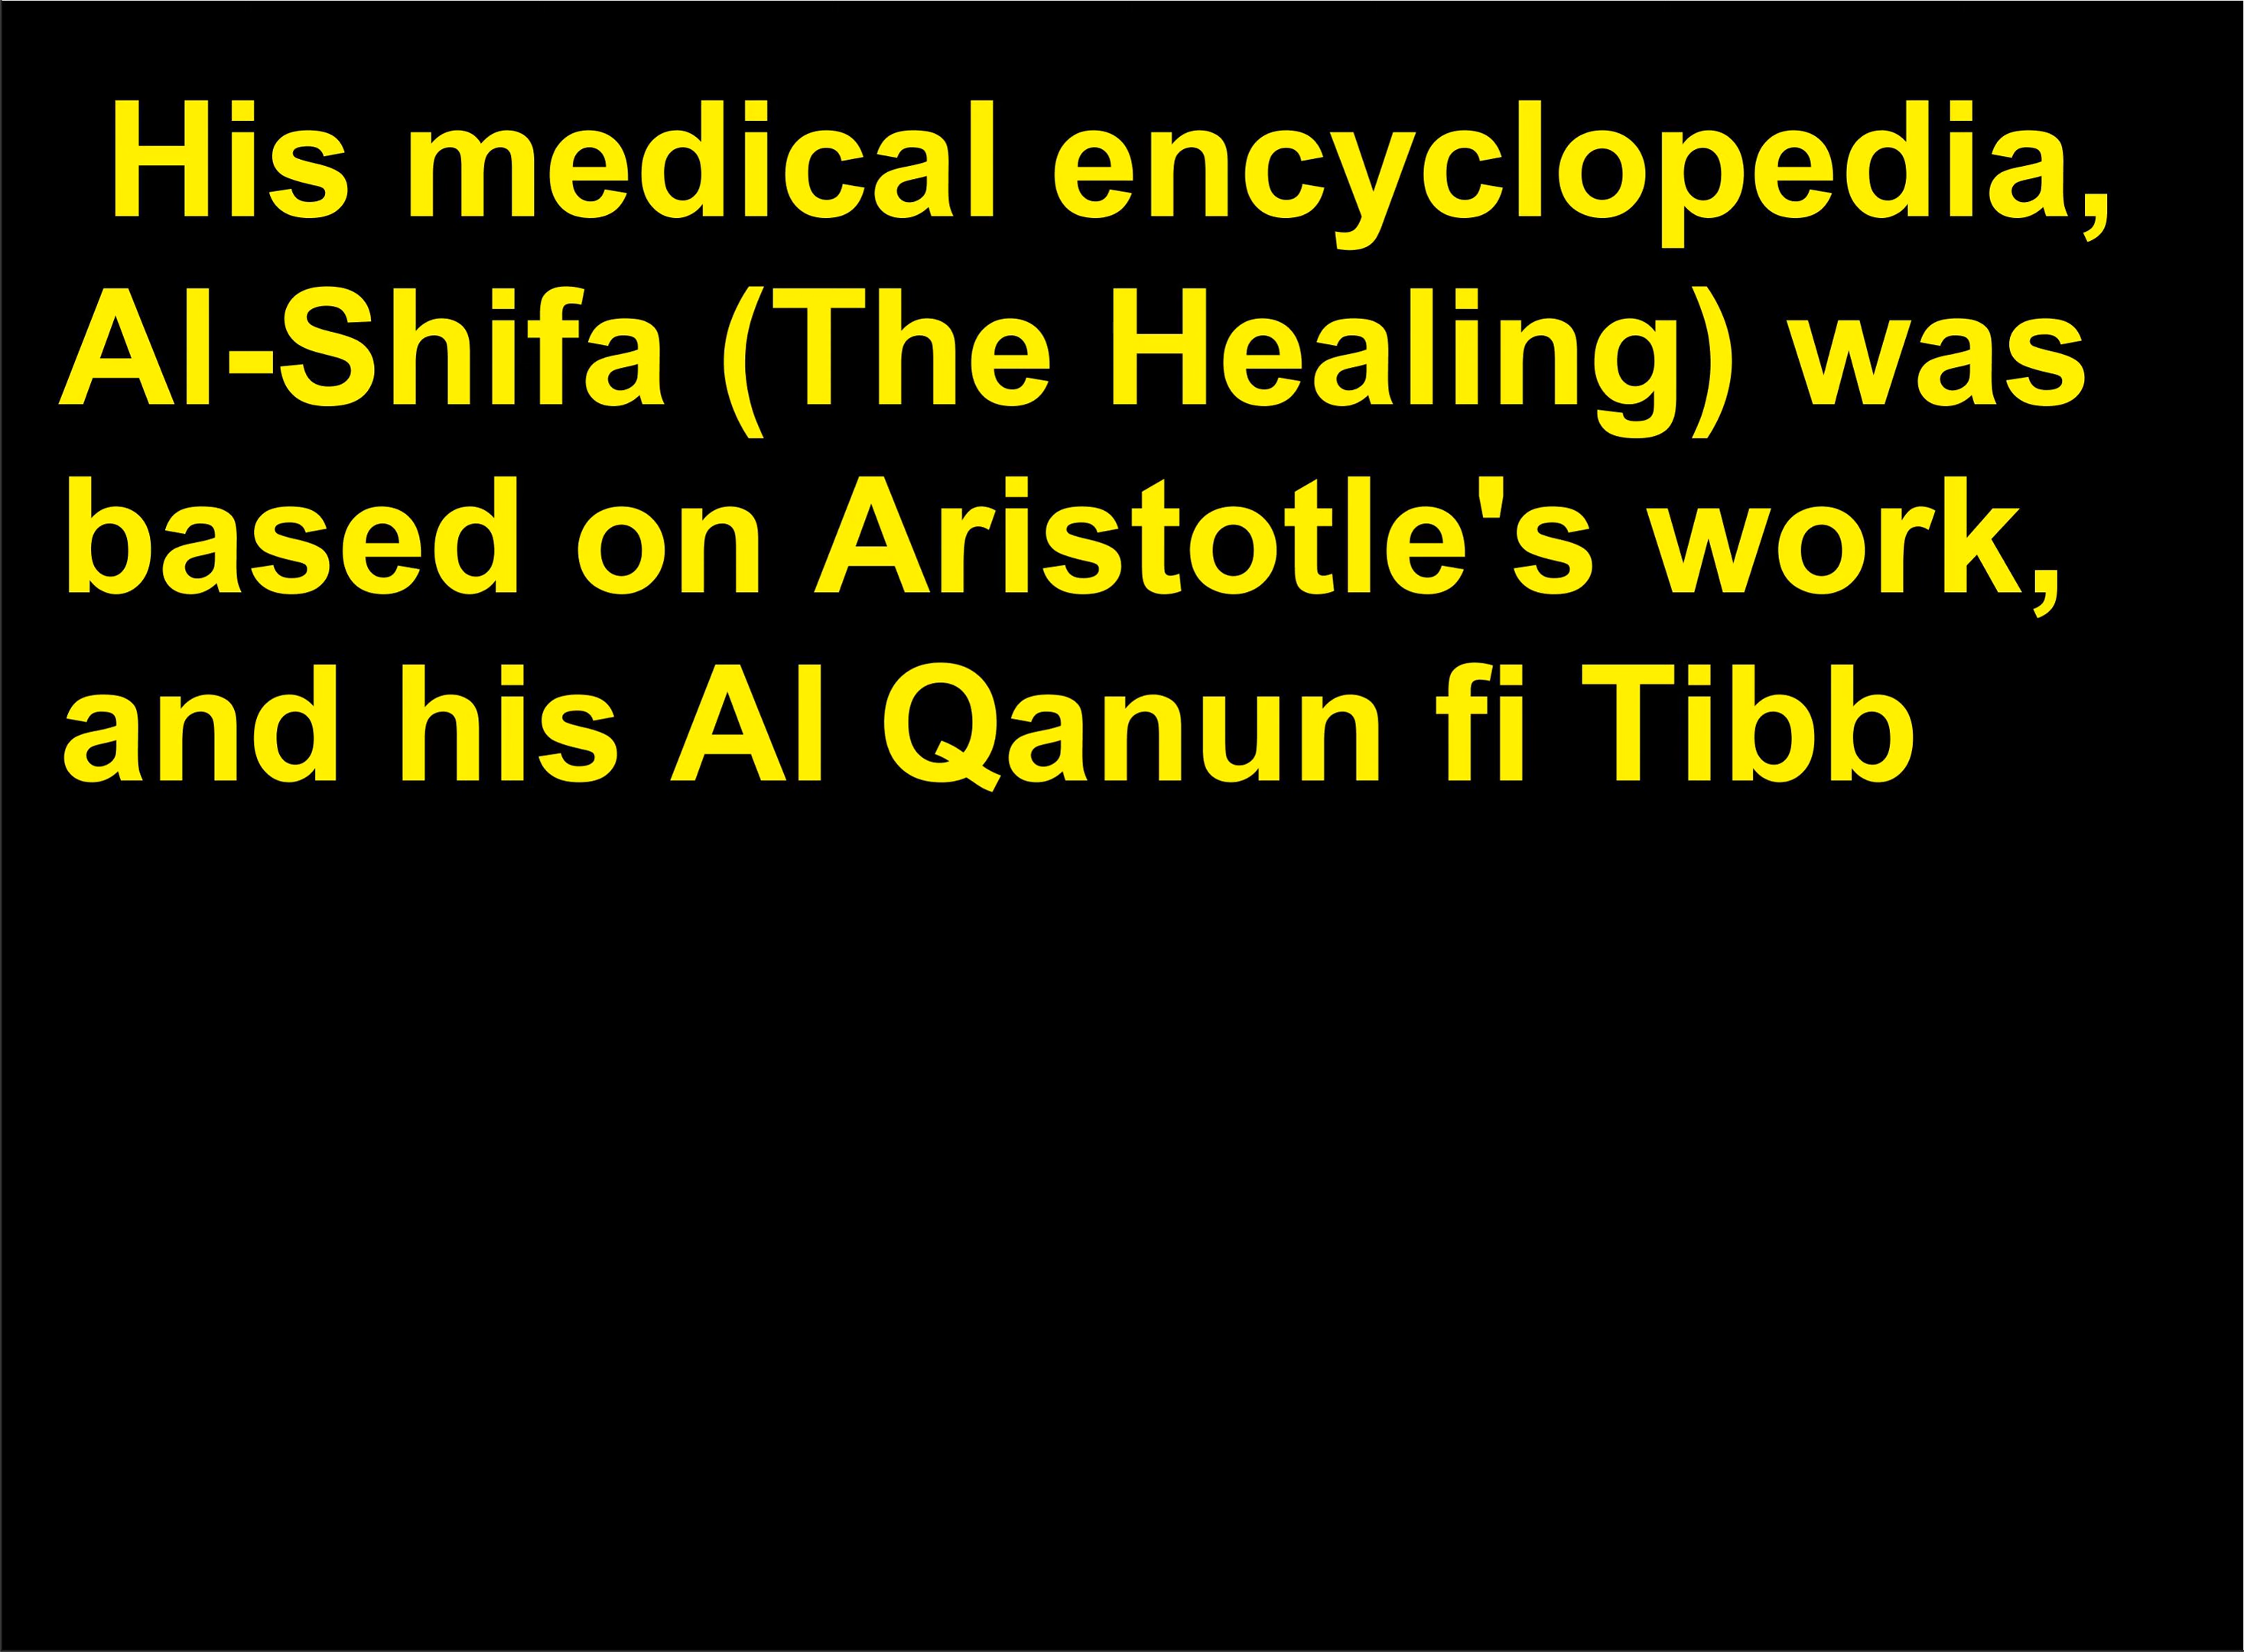 His medical encyclopedia,
Al-Shifa (The Healing) was
based on Aristotle's work,
and his Al Qanun fi Tibb